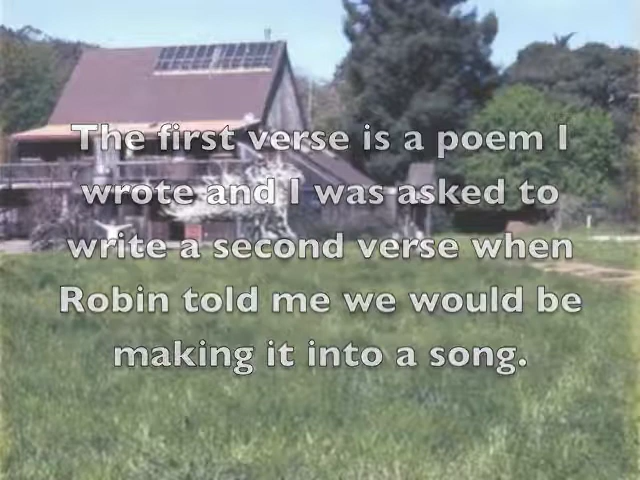 The first verse is a poem I
wrote and I was asked to
write a second verse when
Robin told me we would be
making it into a song.